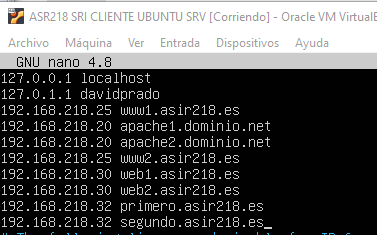 ASR218 SRI CLIENTE UBUNTU SRV [Corriendo] - Oracle VM
Archivo Máquina Ver Entrada Dispositivos Ayuda
GNU nano 4.8
127.0.0.1 localhost
127.0.1.1 davidprado
192.168.218.25 www1.asir218.es
192.168.218.20 apache1.dominio.net
192.168.218.20 apache2.dominio.net
192.168.218.25 www2.asir218.es
192.168.218.30 web1.asir218.es
192.168.218.30 web2.asir218.es
192.168.218.32 primero.asir218.es
192.168.218.32 segundo.asir218.es_